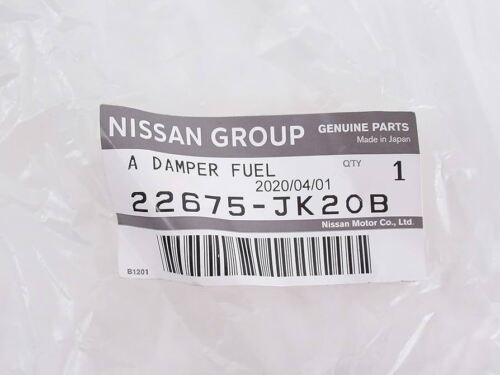 NISSAN GROUP GENUINE PARTS
Made in Japan
A DAMPER FUEL Q'TY 1
2020/04/01
22675-JK20B
Nissan Motor Co., Ltd.
B1201